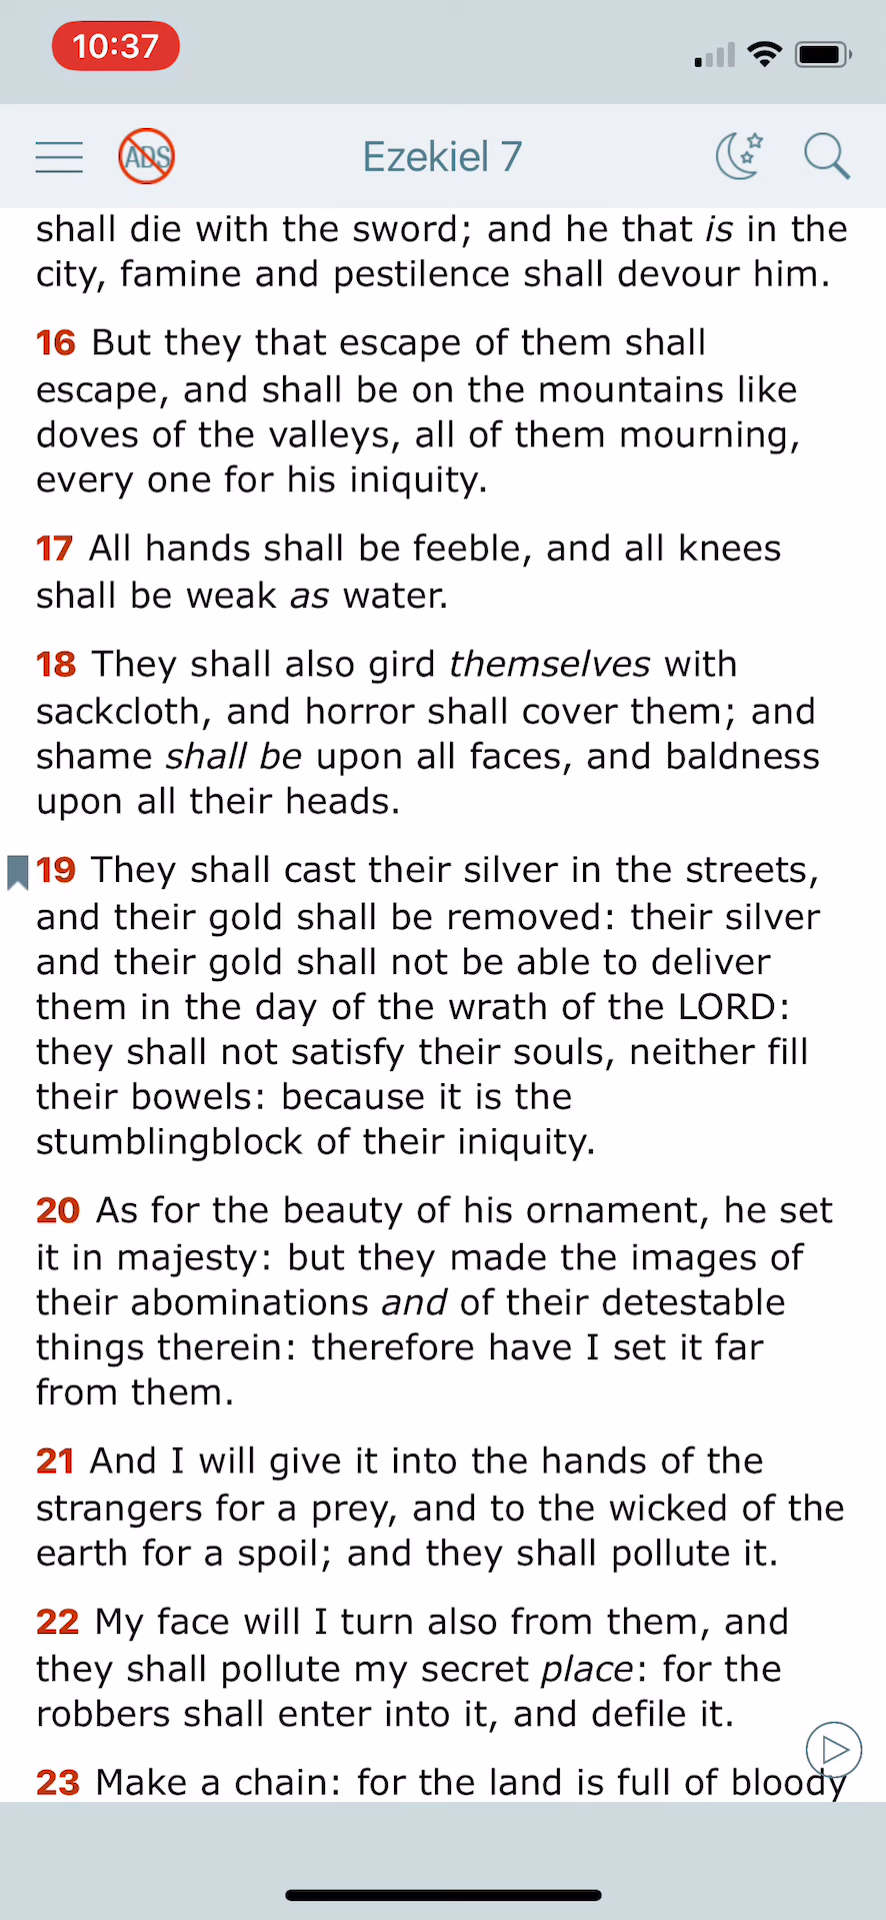 10:37
ADS
Ezekiel 7
shall die with the sword; and he that is in the
city, famine and pestilence shall devour him.
16 But they that escape of them shall
escape, and shall be on the mountains like
doves of the valleys, all of them mourning,
every one for his iniquity.
17 All hands shall be feeble, and all knees
shall be weak as water.
18 They shall also gird themselves with
sackcloth, and horror shall cover them; and
shame shall be upon all faces, and baldness
upon all their heads.
19 They shall cast their silver in the streets,
and their gold shall be removed: their silver
and their gold shall not be able to deliver
them in the day of the wrath of the LORD:
they shall not satisfy their souls, neither fill
their bowels: because it is the
stumblingblock of their iniquity.
20 As for the beauty of his ornament, he set
it in majesty: but they made the images of
their abominations and of their detestable
things therein: therefore have I set it far
from them.
21 And I will give it into the hands of the
strangers for a prey, and to the wicked of the
earth for a spoil; and they shall pollute it.
22 My face will I turn also from them, and
they shall pollute my secret place: for the
robbers shall enter into it, and defile it.
23 Make a chain: for the land is full of bloody